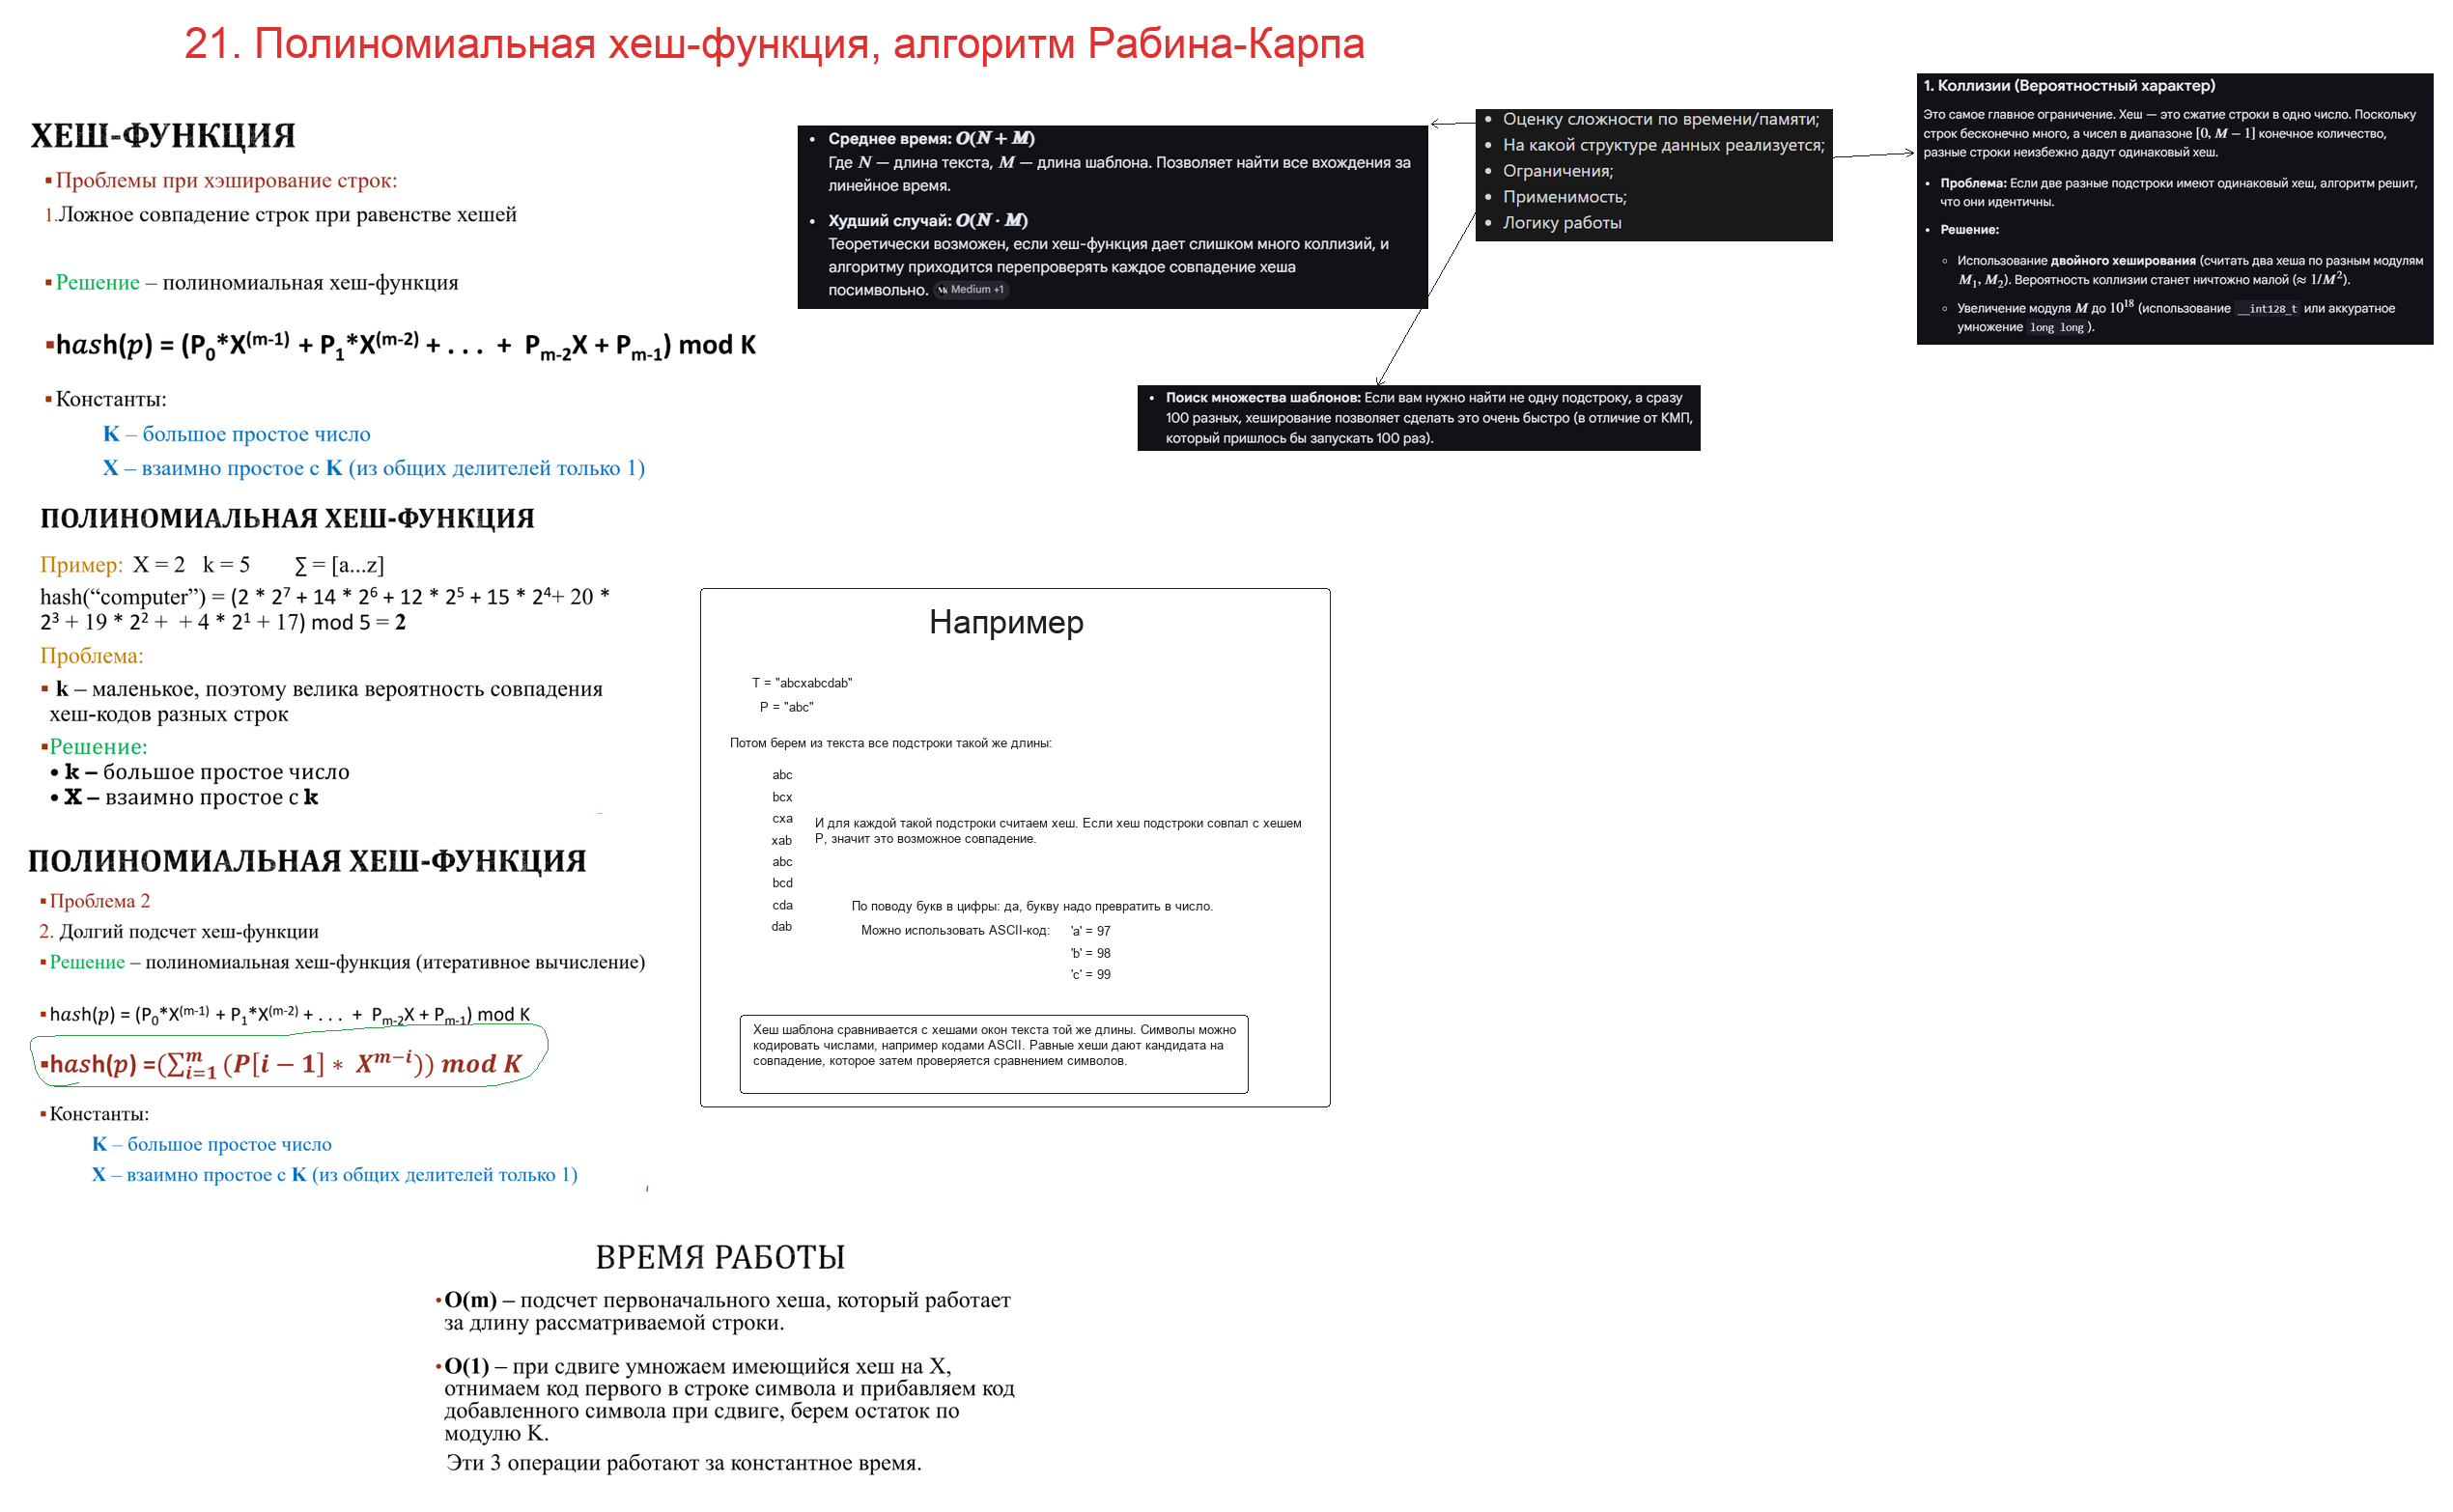 21. Полиномиальная хеш-функция, алгоритм Рабина-Карпа
ХЕШ-ФУНКЦИЯ
▪Проблемы при хэширование строк:
1.Ложное совпадение строк при равенстве хешей
▪Решение – полиномиальная хеш-функция
▪hash(p) = (P₀*X⁽ᵐ⁻¹⁾ + P₁*X⁽ᵐ⁻²⁾ + . . . + Pₘ₋₂X + Pₘ₋₁) mod K
▪Константы:
K – большое простое число
X – взаимно простое с K (из общих делителей только 1)
ПОЛИНОМИАЛЬНАЯ ХЕШ-ФУНКЦИЯ
Пример: X = 2 k = 5 ∑ = [a...z]
hash(“computer”) = (2 * 2⁷ + 14 * 2⁶ + 12 * 2⁵ + 15 * 2⁴+ 20 *
2³ + 19 * 2² + + 4 * 2¹ + 17) mod 5 = 2
Проблема:
▪ k – маленькое, поэтому велика вероятность совпадения
хеш-кодов разных строк
▪Решение:
• k – большое простое число
• X – взаимно простое с k
ПОЛИНОМИАЛЬНАЯ ХЕШ-ФУНКЦИЯ
▪Проблема 2
2. Долгий подсчет хеш-функции
▪Решение – полиномиальная хеш-функция (итеративное вычисление)
▪hash(p) = (P₀*X⁽ᵐ⁻¹⁾ + P₁*X⁽ᵐ⁻²⁾ + . . . + Pₘ₋₂X + Pₘ₋₁) mod K
▪hash(p) =(∑ᵢ₌₁ᵐ (P[i − 1] * Xᵐ⁻ⁱ)) mod K
▪Константы:
K – большое простое число
X – взаимно простое с K (из общих делителей только 1)
ВРЕМЯ РАБОТЫ
•O(m) – подсчет первоначального хеша, который работает
за длину рассматриваемой строки.
•O(1) – при сдвиге умножаем имеющийся хеш на X,
отнимаем код первого в строке символа и прибавляем код
добавленного символа при сдвиге, берем остаток по
модулю K.
Эти 3 операции работают за константное время.
• Среднее время: O(N + M)
Где N — длина текста, M — длина шаблона. Позволяет найти все вхождения за
линейное время.
• Худший случай: O(N · M)
Теоретически возможен, если хеш-функция дает слишком много коллизий, и
алгоритму приходится перепроверять каждое совпадение хеша
посимвольно. Medium +1
• Оценку сложности по времени/памяти;
• На какой структуре данных реализуется;
• Ограничения;
• Применимость;
• Логику работы
1. Коллизии (Вероятностный характер)
Это самое главное ограничение. Хеш — это сжатие строки в одно число. Поскольку
строк бесконечно много, а чисел в диапазоне [0, M − 1] конечное количество,
разные строки неизбежно дадут одинаковый хеш.
• Проблема: Если две разные подстроки имеют одинаковый хеш, алгоритм решит,
что они идентичны.
• Решение:
◦ Использование двойного хеширования (считать два хеша по разным модулям
M₁, M₂). Вероятность коллизии станет ничтожно малой (≈ 1/M²).
◦ Увеличение модуля M до 10¹⁸ (использование __int128_t или аккуратное
умножение long long ).
• Поиск множества шаблонов: Если вам нужно найти не одну подстроку, а сразу
100 разных, хеширование позволяет сделать это очень быстро (в отличие от КМП,
который пришлось бы запускать 100 раз).
Например
T = "abcxabcdab"
P = "abc"
Потом берем из текста все подстроки такой же длины:
abc
bcx
cxa
xab
abc
bcd
cda
dab
И для каждой такой подстроки считаем хеш. Если хеш подстроки совпал с хешем
P, значит это возможное совпадение.
По поводу букв в цифры: да, букву надо превратить в число.
Можно использовать ASCII-код: 'a' = 97
'b' = 98
'c' = 99
Хеш шаблона сравнивается с хешами окон текста той же длины. Символы можно
кодировать числами, например кодами ASCII. Равные хеши дают кандидата на
совпадение, которое затем проверяется сравнением символов.